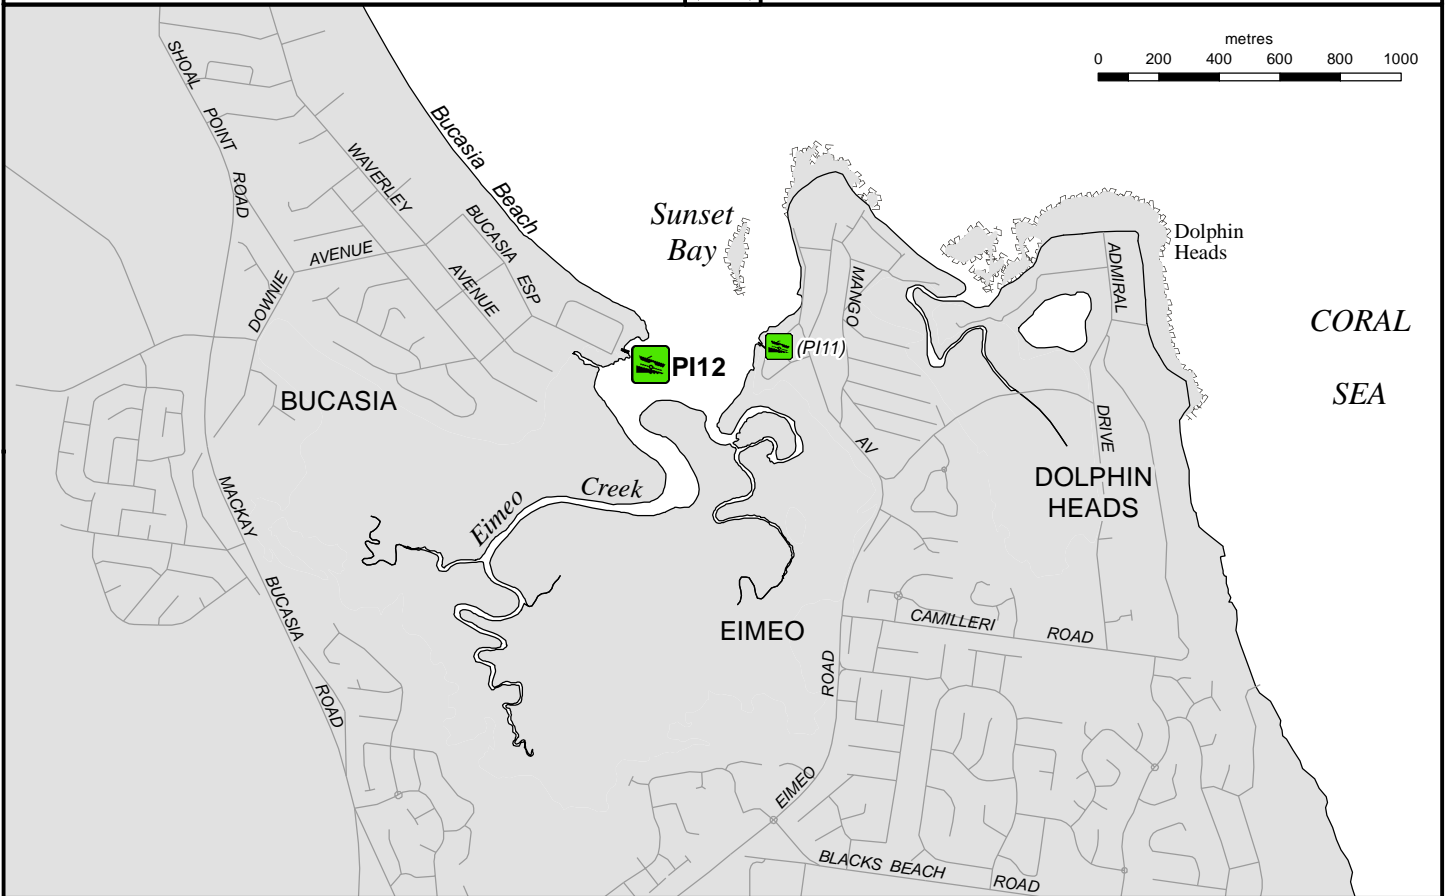 metres
0 200 400 600 800 1000
SHOAL POINT ROAD
Bucasia Beach
WAVERLEY AVENUE
BUCASIA ESP
DOWNIE AVENUE
Sunset
Bay
Dolphin
Heads
ADMIRAL DRIVE
MANGO AV
CORAL
SEA
PI12
(PI11)
BUCASIA
DOLPHIN
HEADS
Eimeo Creek
MACKAY BUCASIA ROAD
EIMEO
CAMILLERI ROAD
EIMEO ROAD
BLACKS BEACH ROAD